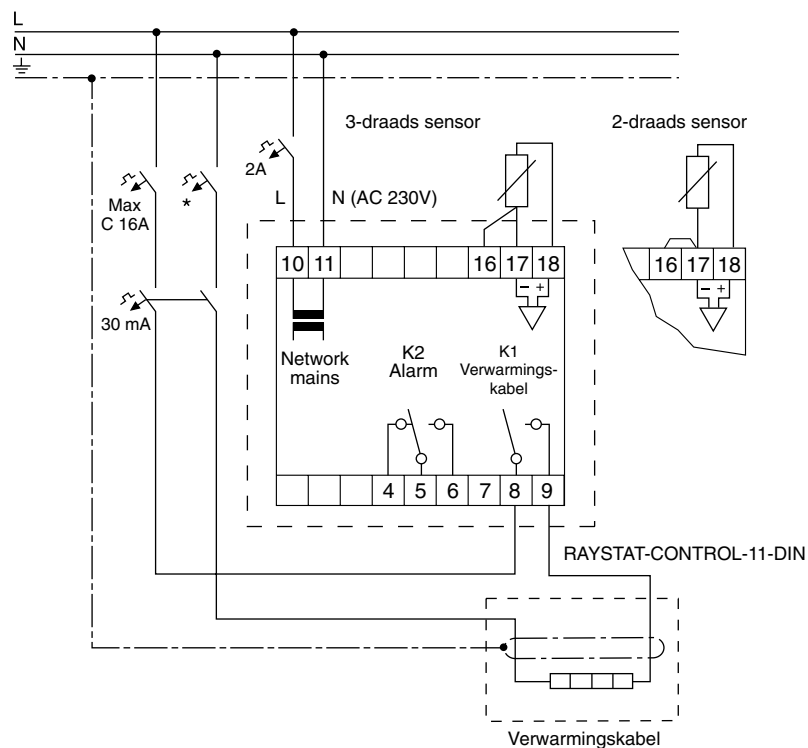 L
N
3-draads sensor
2-draads sensor
2A
Max
C 16A
*
L
N (AC 230V)
10 11 16 17 18
- +
16 17 18
- +
30 mA
Network
mains
K2
Alarm
K1
Verwarmings-
kabel
4 5 6 7 8 9
RAYSTAT-CONTROL-11-DIN
Verwarmingskabel